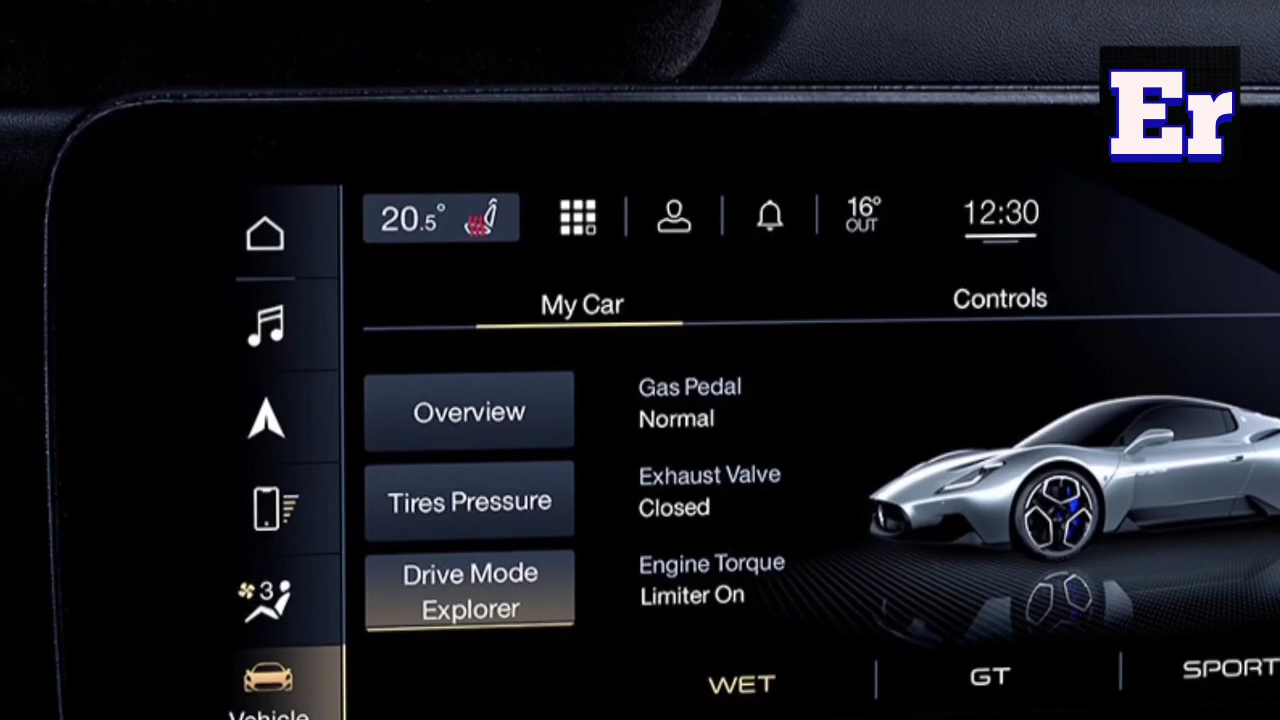 Er
20.5°
16°
OUT
12:30
My Car
Controls
Overview
Gas Pedal
Normal
Tires Pressure
Exhaust Valve
Closed
Drive Mode
Explorer
Engine Torque
Limiter On
3
WET
GT
SPORT
Vehicle